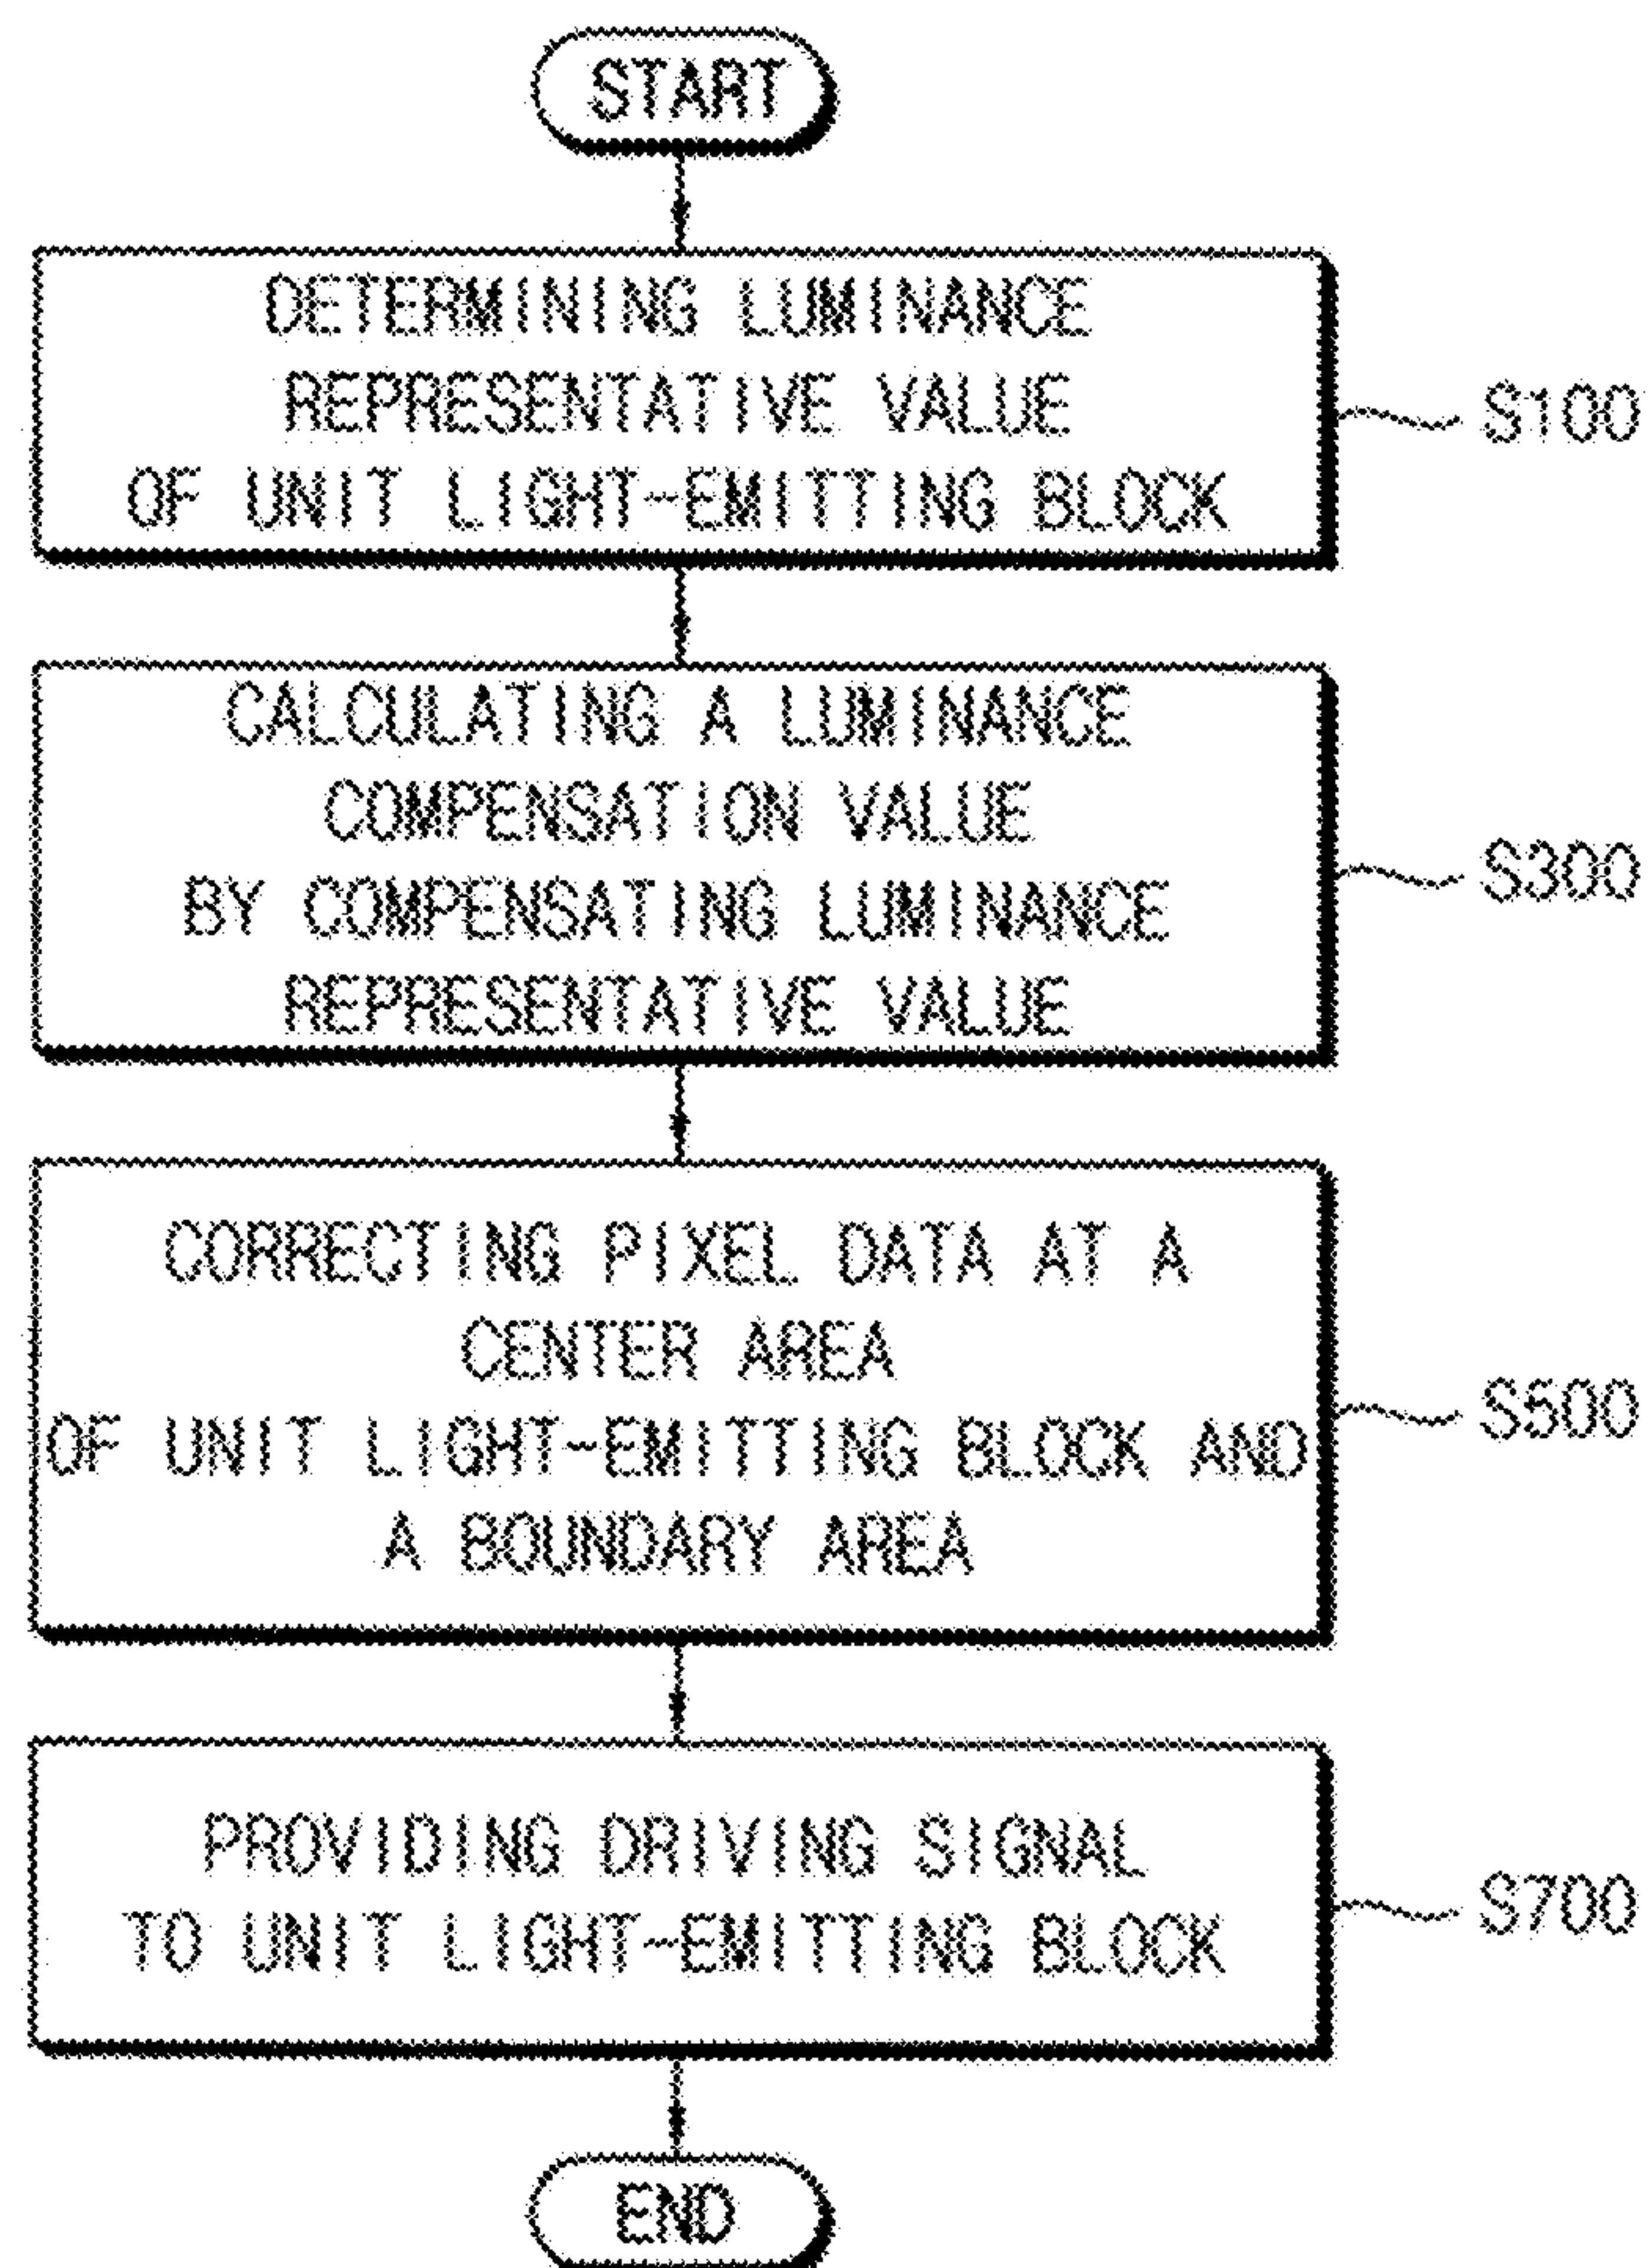 START
DETERMINING LUMINANCE
REPRESENTATIVE VALUE
OF UNIT LIGHT-EMITTING BLOCK
S100
CALCULATING A LUMINANCE
COMPENSATION VALUE
BY COMPENSATING LUMINANCE
REPRESENTATIVE VALUE
S300
CORRECTING PIXEL DATA AT A
CENTER AREA
OF UNIT LIGHT-EMITTING BLOCK AND
A BOUNDARY AREA
S500
PROVIDING DRIVING SIGNAL
TO UNIT LIGHT-EMITTING BLOCK
S700
END